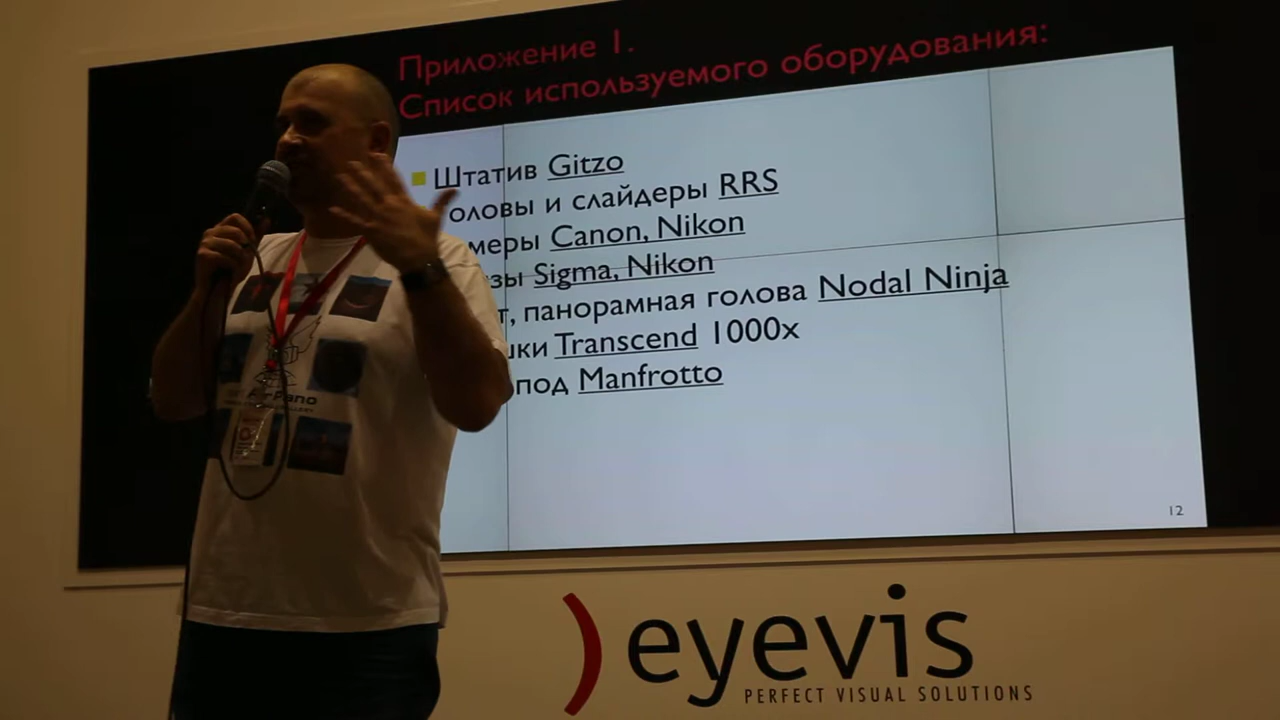 Приложение 1.
Список используемого оборудования:
Штатив Gitzo
оловы и слайдеры RRS
меры Canon, Nikon
зы Sigma, Nikon
т, панорамная голова Nodal Ninja
шки Transcend 1000x
под Manfrotto
12
eyevis
PERFECT VISUAL SOLUTIONS